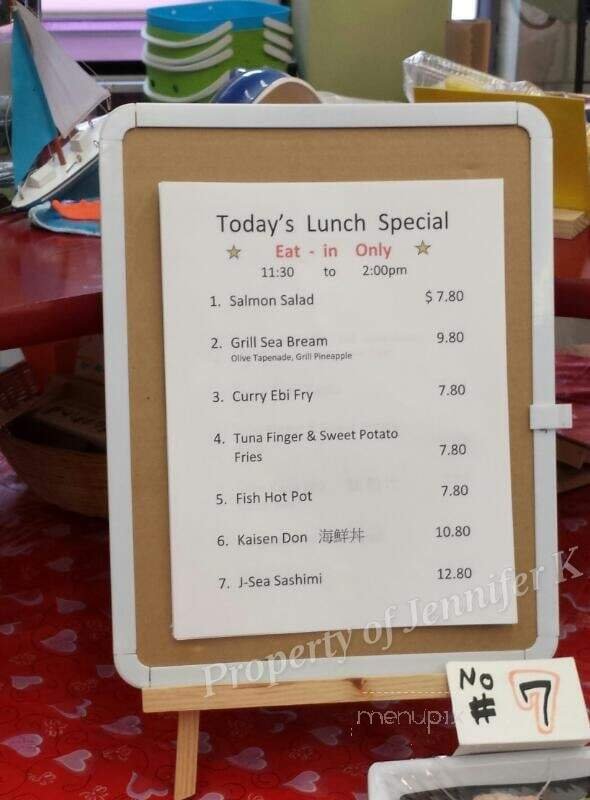 Today's Lunch Special
Eat - in Only
11:30 to 2:00pm
1. Salmon Salad $ 7.80
2. Grill Sea Bream 9.80
Olive Tapenade, Grill Pineapple
3. Curry Ebi Fry 7.80
4. Tuna Finger & Sweet Potato
Fries 7.80
5. Fish Hot Pot 7.80
6. Kaisen Don 海鮮丼 10.80
7. J-Sea Sashimi 12.80
Property of Jennifer K
menupix
No
# 7